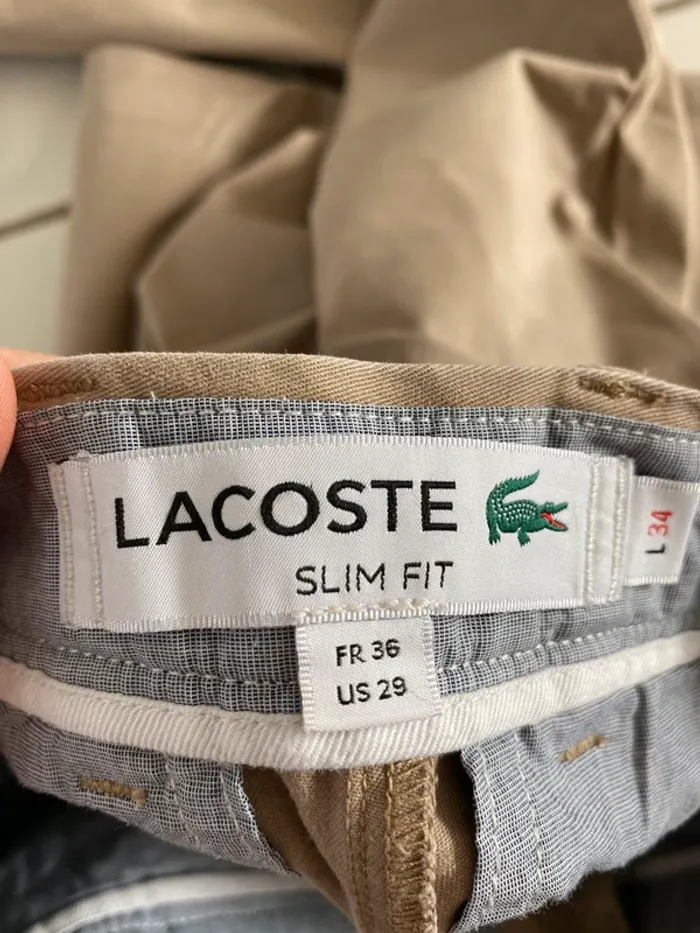 LACOSTE
SLIM FIT
L 34
FR 36
US 29